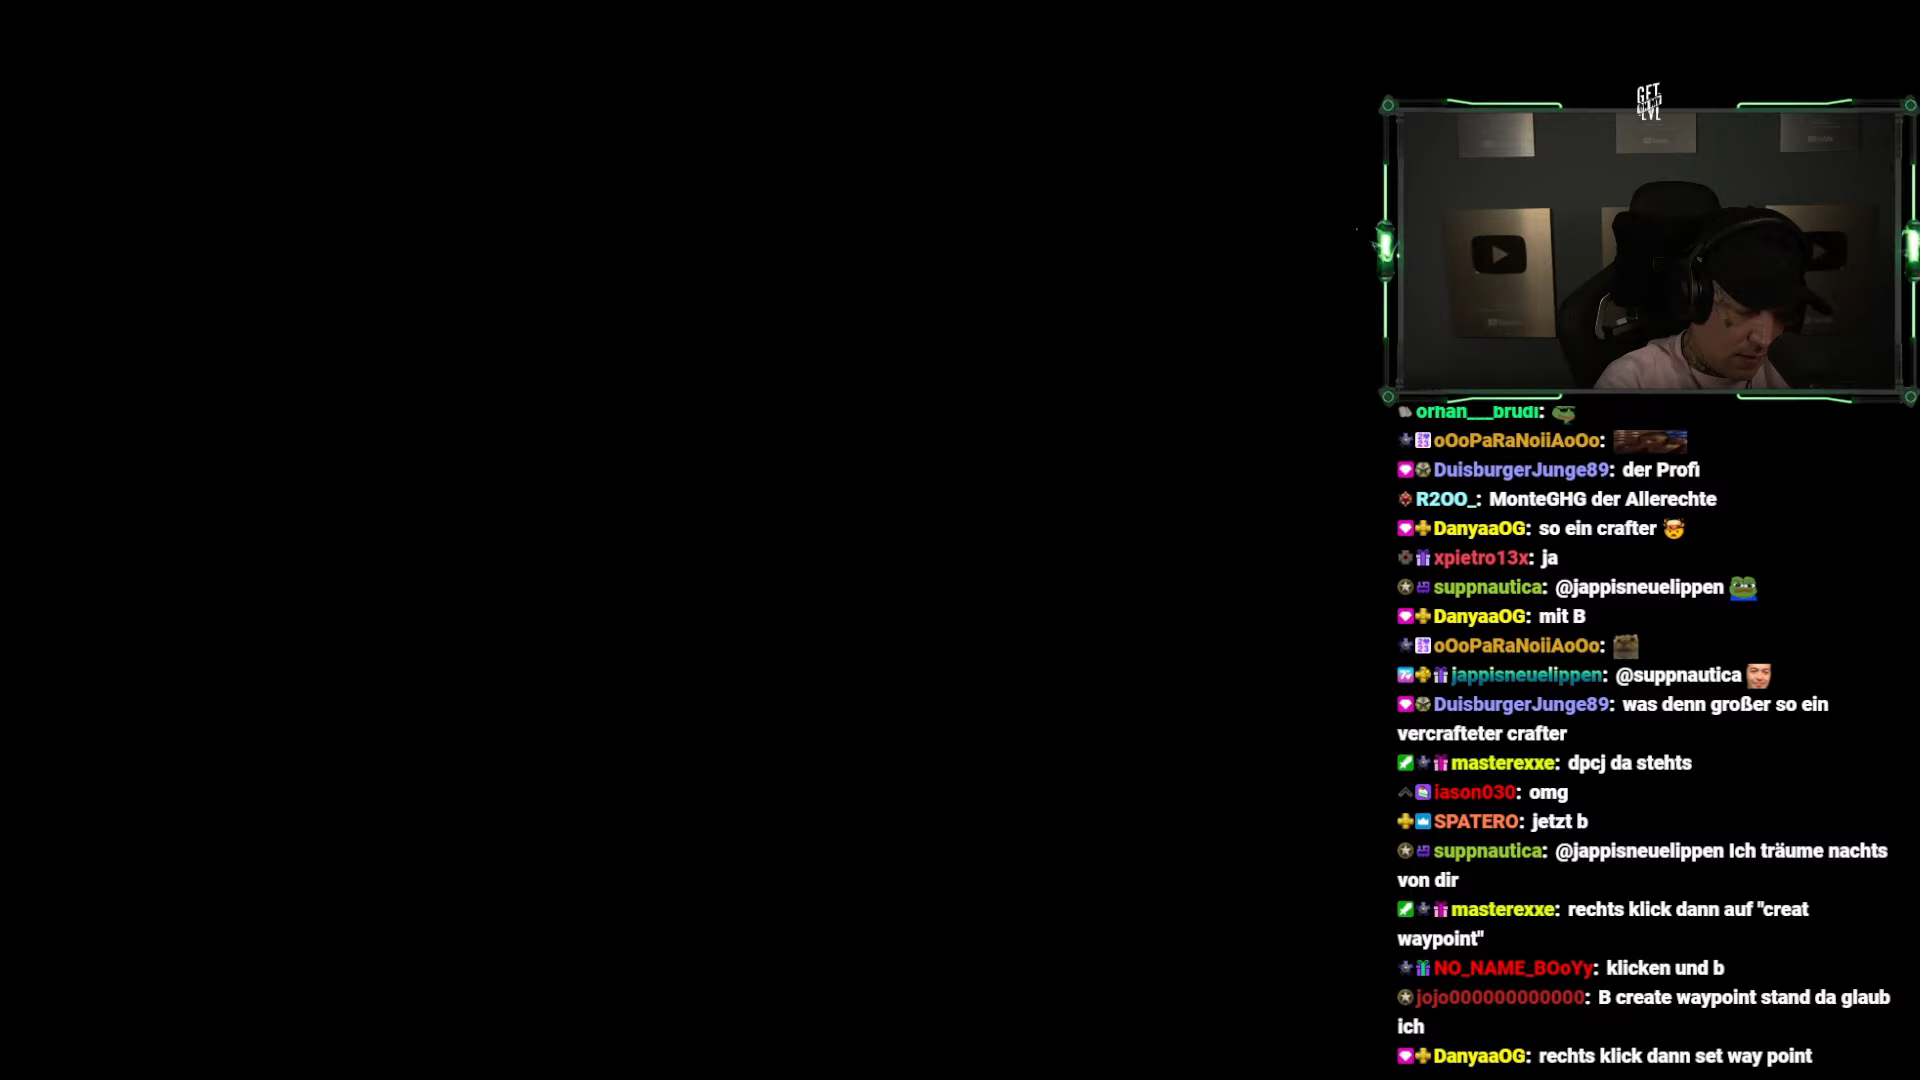 GET
LVL
orhan___brudi:
oOoPaRaNoiiAoOo:
DuisburgerJunge89: der Profi
R2OO_: MonteGHG der Allerechte
DanyaaOG: so ein crafter
xpietro13x: ja
suppnautica: @jappisneuelippen
DanyaaOG: mit B
oOoPaRaNoiiAoOo:
jappisneuelippen: @suppnautica
DuisburgerJunge89: was denn großer so ein
vercrafteter crafter
masterexxe: dpcj da stehts
iason030: omg
SPATERO: jetzt b
suppnautica: @jappisneuelippen Ich träume nachts
von dir
masterexxe: rechts klick dann auf "creat
waypoint"
NO_NAME_BOoYy: klicken und b
jojo000000000000: B create waypoint stand da glaub
ich
DanyaaOG: rechts klick dann set way point